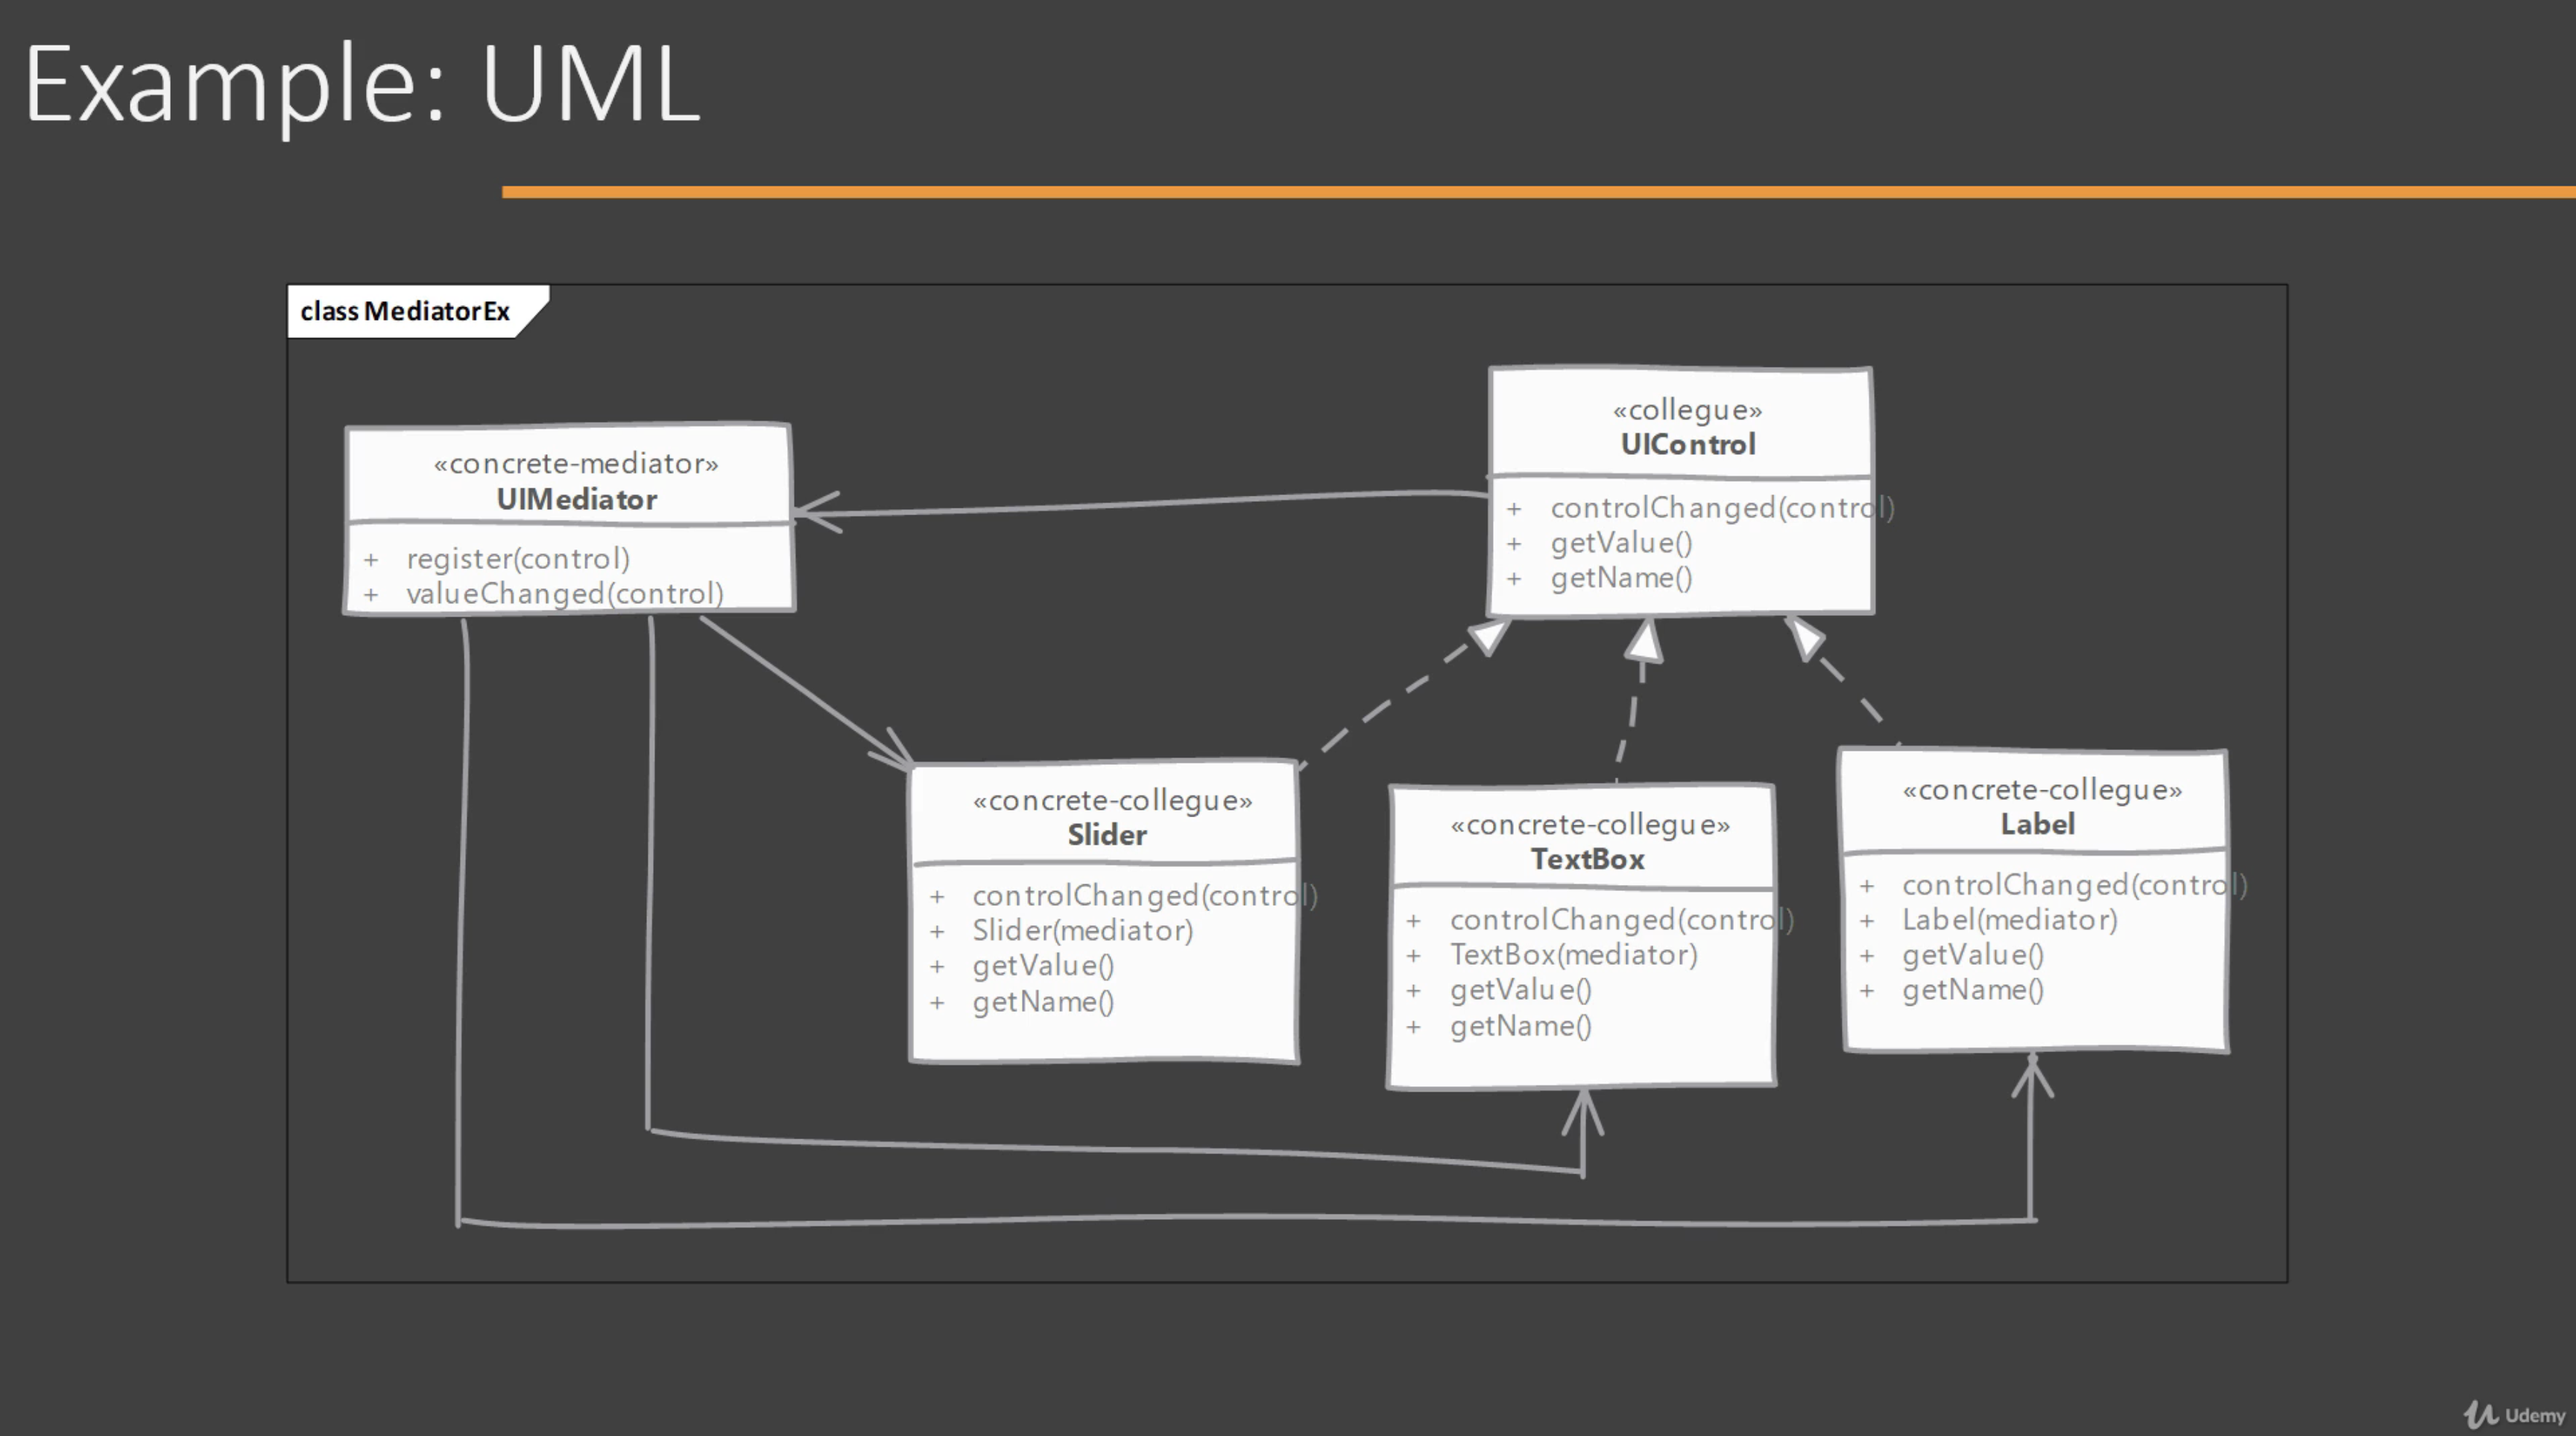 Example: UML
class MediatorEx
«concrete-mediator»
UIMediator
+ register(control)
+ valueChanged(control)
«collegue»
UIControl
+ controlChanged(control)
+ getValue()
+ getName()
«concrete-collegue»
Slider
+ controlChanged(control)
+ Slider(mediator)
+ getValue()
+ getName()
«concrete-collegue»
TextBox
+ controlChanged(control)
+ TextBox(mediator)
+ getValue()
+ getName()
«concrete-collegue»
Label
+ controlChanged(control)
+ Label(mediator)
+ getValue()
+ getName()
Udemy